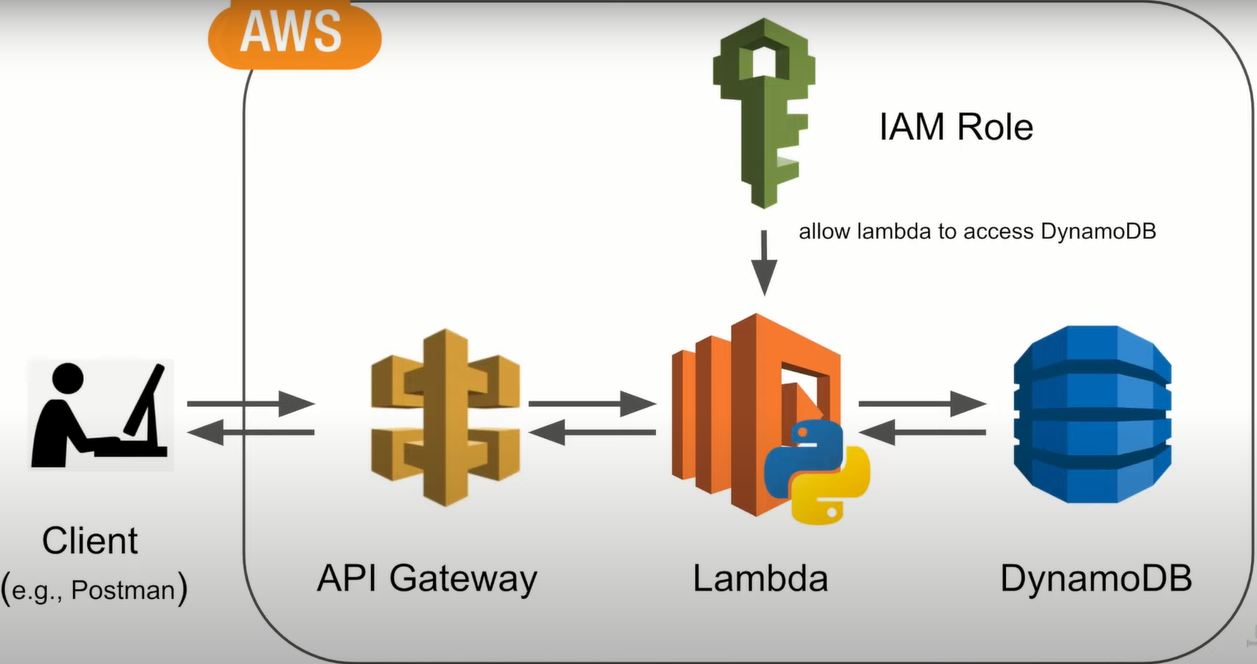 AWS
IAM Role
allow lambda to access DynamoDB
Client
(e.g., Postman)
API Gateway
Lambda
DynamoDB